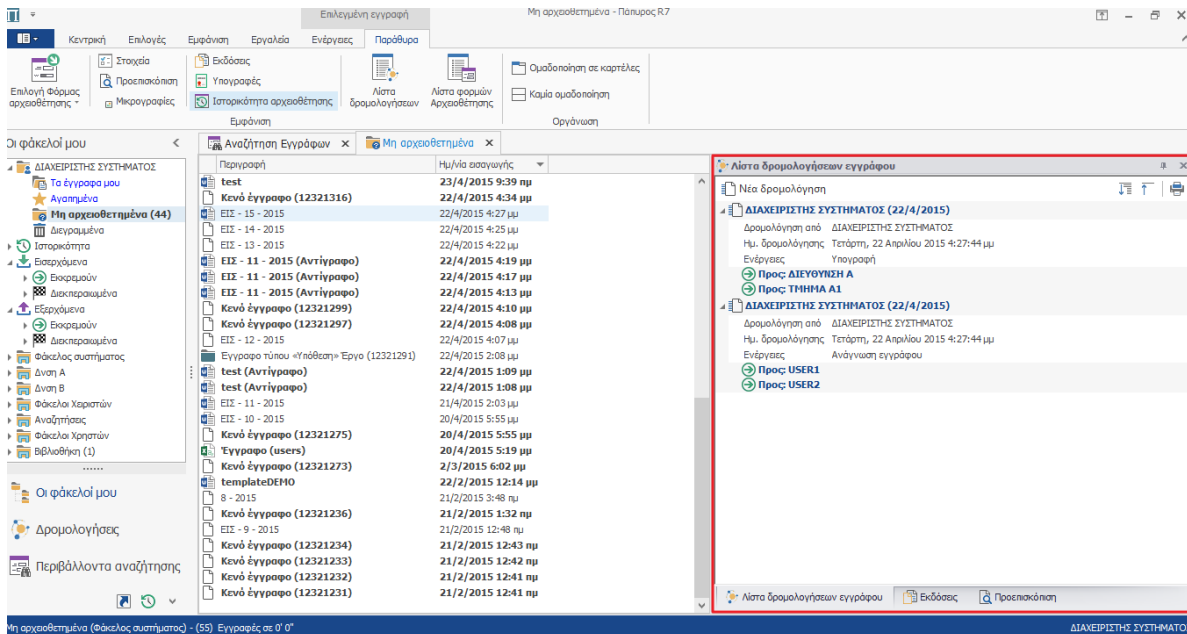 Επιλεγμένη εγγραφή
Μη αρχειοθετημένα - Πάπυρος R7
Κεντρική Επιλογές Εμφάνιση Εργαλεία Ενέργειες Παράθυρα
Επιλογή Φόρμας αρχειοθέτησης
Στοιχεία
Προεπισκόπιση
Μικρογραφίες
Εκδόσεις
Υπογραφές
Ιστορικότητα αρχειοθέτησης
Λίστα δρομολογήσεων
Λίστα φορμών Αρχειοθέτησης
Ομαδοποίηση σε καρτέλες
Καμία ομαδοποίηση
Εμφάνιση
Οργάνωση
Οι φάκελοί μου
ΔΙΑΧΕΙΡΙΣΤΗΣ ΣΥΣΤΗΜΑΤΟΣ
Τα έγγραφα μου
Αγαπημένα
Μη αρχειοθετημένα (44)
Διεγραμμένα
Ιστορικότητα
Εισερχόμενα
Εκκρεμούν
Διεκπεραιωμένα
Εξερχόμενα
Εκκρεμούν
Διεκπεραιωμένα
Φάκελος συστήματος
Δνση Α
Δνση Β
Φάκελοι Χειριστών
Αναζητήσεις
Φάκελοι Χρηστών
Βιβλιοθήκη (1)
Οι φάκελοί μου
Δρομολογήσεις
Περιβάλλοντα αναζήτησης
Αναζήτηση Εγγράφων Μη αρχειοθετημένα
Περιγραφή Ημ/νία εισαγωγής
test 23/4/2015 9:39 πμ
Κενό έγγραφο (12321316) 22/4/2015 4:34 μμ
ΕΙΣ - 15 - 2015 22/4/2015 4:27 μμ
ΕΙΣ - 14 - 2015 22/4/2015 4:25 μμ
ΕΙΣ - 13 - 2015 22/4/2015 4:22 μμ
ΕΙΣ - 11 - 2015 (Αντίγραφο) 22/4/2015 4:19 μμ
ΕΙΣ - 11 - 2015 (Αντίγραφο) 22/4/2015 4:17 μμ
ΕΙΣ - 11 - 2015 (Αντίγραφο) 22/4/2015 4:13 μμ
Κενό έγγραφο (12321299) 22/4/2015 4:10 μμ
Κενό έγγραφο (12321297) 22/4/2015 4:08 μμ
ΕΙΣ - 12 - 2015 22/4/2015 4:07 μμ
Έγγραφο τύπου «Υπόθεση» Έργο (12321291) 22/4/2015 2:08 μμ
test (Αντίγραφο) 22/4/2015 1:09 μμ
test (Αντίγραφο) 22/4/2015 1:08 μμ
ΕΙΣ - 11 - 2015 21/4/2015 2:03 μμ
ΕΙΣ - 10 - 2015 20/4/2015 5:55 μμ
Κενό έγγραφο (12321275) 20/4/2015 5:55 μμ
Έγγραφο (users) 20/4/2015 5:19 μμ
Κενό έγγραφο (12321273) 2/3/2015 6:02 μμ
templateDEMO 22/2/2015 12:14 μμ
8 - 2015 21/2/2015 3:48 πμ
Κενό έγγραφο (12321236) 21/2/2015 1:32 πμ
ΕΙΣ - 9 - 2015 21/2/2015 12:48 πμ
Κενό έγγραφο (12321234) 21/2/2015 12:43 πμ
Κενό έγγραφο (12321233) 21/2/2015 12:42 πμ
Κενό έγγραφο (12321232) 21/2/2015 12:41 πμ
Κενό έγγραφο (12321231) 21/2/2015 12:41 πμ
Λίστα δρομολογήσεων εγγράφου
Νέα δρομολόγηση
ΔΙΑΧΕΙΡΙΣΤΗΣ ΣΥΣΤΗΜΑΤΟΣ (22/4/2015)
Δρομολόγηση από ΔΙΑΧΕΙΡΙΣΤΗΣ ΣΥΣΤΗΜΑΤΟΣ
Ημ. δρομολόγησης Τετάρτη, 22 Απριλίου 2015 4:27:44 μμ
Ενέργειες Υπογραφή
Προς: ΔΙΕΥΘΥΝΣΗ Α
Προς: ΤΜΗΜΑ Α1
ΔΙΑΧΕΙΡΙΣΤΗΣ ΣΥΣΤΗΜΑΤΟΣ (22/4/2015)
Δρομολόγηση από ΔΙΑΧΕΙΡΙΣΤΗΣ ΣΥΣΤΗΜΑΤΟΣ
Ημ. δρομολόγησης Τετάρτη, 22 Απριλίου 2015 4:27:44 μμ
Ενέργειες Ανάγνωση εγγράφου
Προς: USER1
Προς: USER2
Λίστα δρομολογήσεων εγγράφου Εκδόσεις Προεπισκόπιση
Μη αρχειοθετημένα (Φάκελος συστήματος) - (55) Εγγραφές σε 0' 0"
ΔΙΑΧΕΙΡΙΣΤΗΣ ΣΥΣΤΗΜΑΤΟ